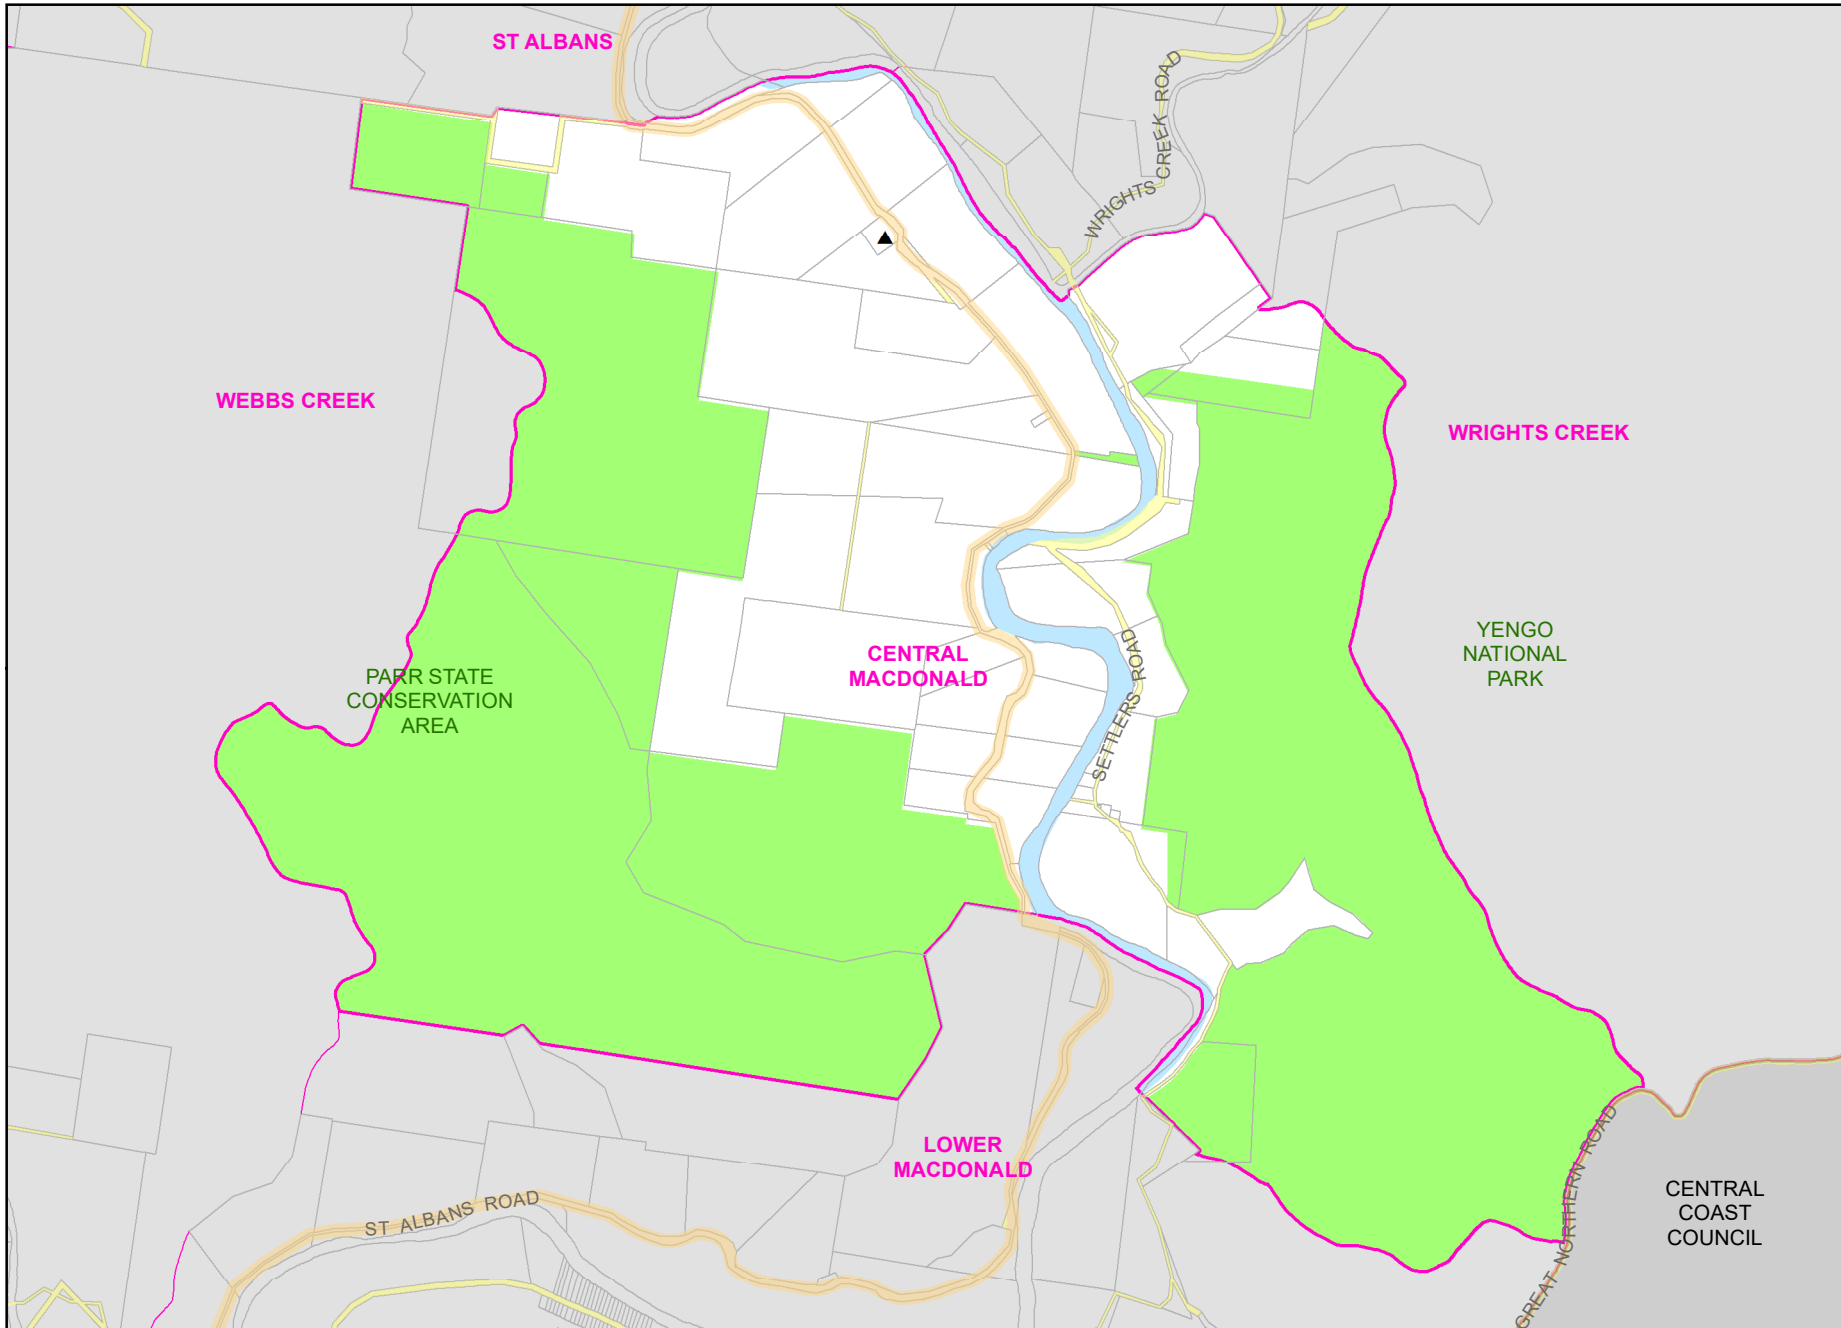 ST ALBANS
WRIGHTS CREEK ROAD
WEBBS CREEK
WRIGHTS CREEK
YENGO
NATIONAL
PARK
CENTRAL
MACDONALD
PARR STATE
CONSERVATION
AREA
SETTLERS ROAD
LOWER
MACDONALD
ST ALBANS ROAD
GREAT NORTHERN ROAD
CENTRAL
COAST
COUNCIL